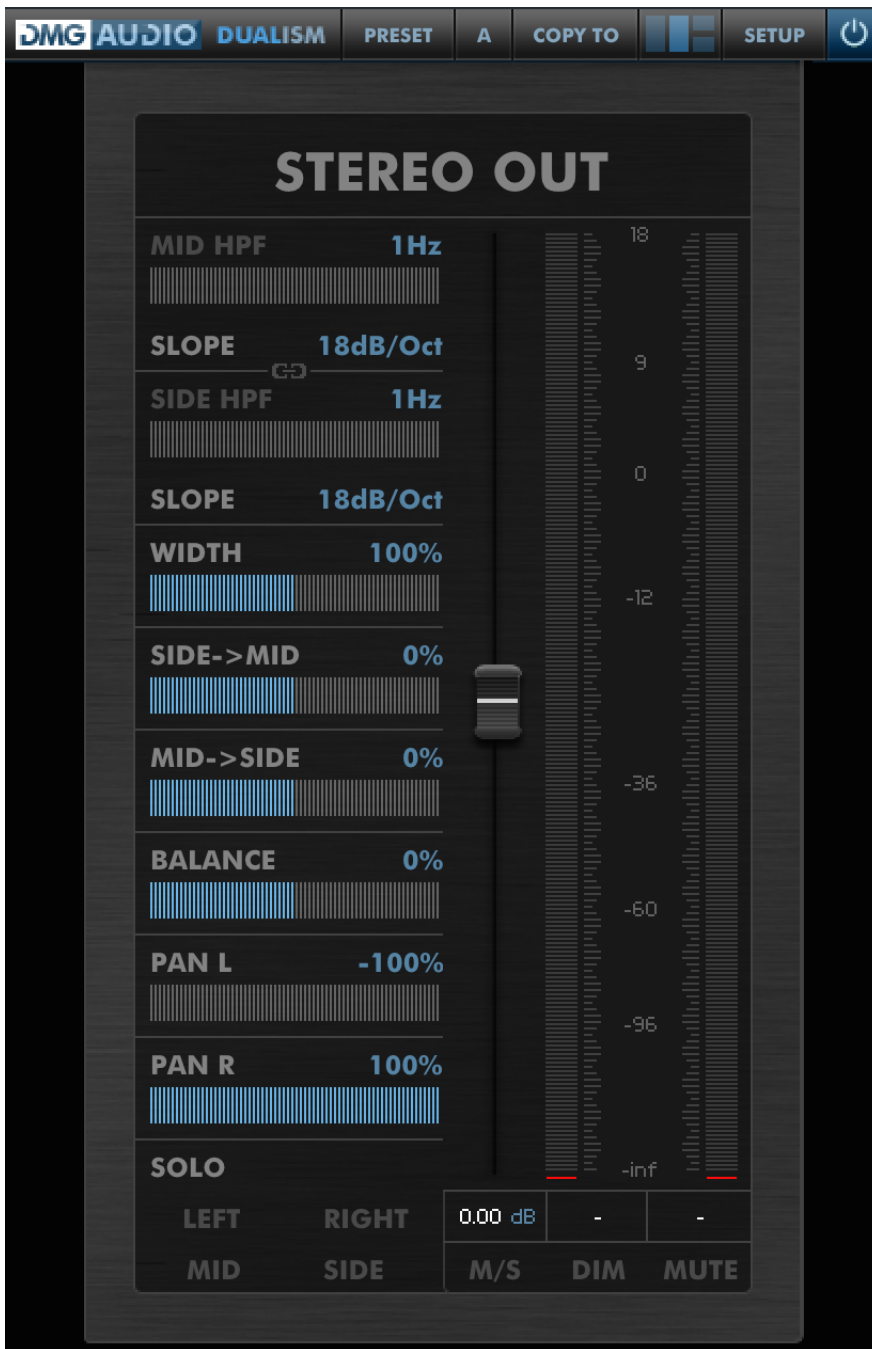 DMG AUDIO DUALISM PRESET A COPY TO SETUP
STEREO OUT
MID HPF 1Hz
SLOPE 18dB/Oct
SIDE HPF 1Hz
SLOPE 18dB/Oct
WIDTH 100%
SIDE->MID 0%
MID->SIDE 0%
BALANCE 0%
PAN L -100%
PAN R 100%
SOLO
LEFT RIGHT
MID SIDE
18
9
0
-12
-36
-60
-96
-inf
0.00 dB - -
M/S DIM MUTE